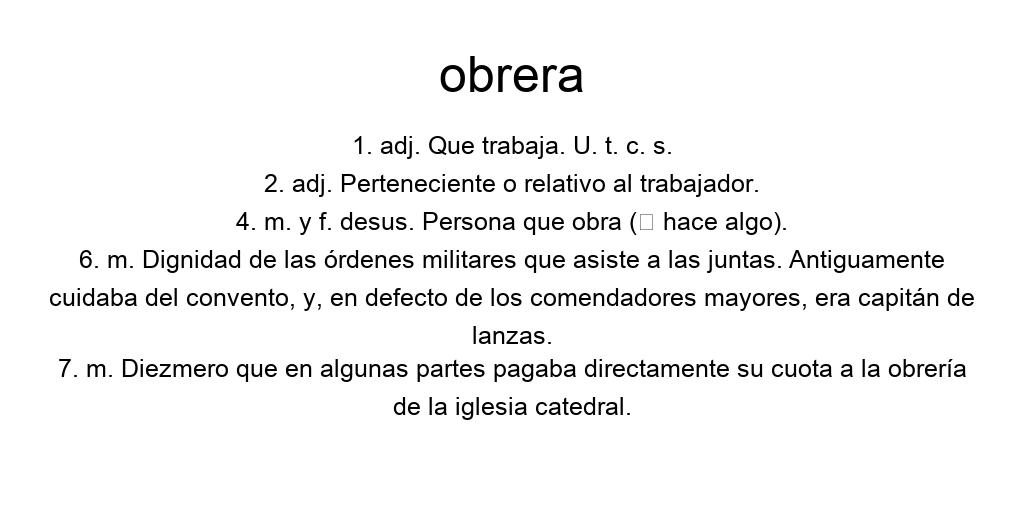 obrera
1. adj. Que trabaja. U. t. c. s.
2. adj. Perteneciente o relativo al trabajador.
4. m. y f. desus. Persona que obra (▯ hace algo).
6. m. Dignidad de las órdenes militares que asiste a las juntas. Antiguamente
cuidaba del convento, y, en defecto de los comendadores mayores, era capitán de
lanzas.
7. m. Diezmero que en algunas partes pagaba directamente su cuota a la obrería
de la iglesia catedral.